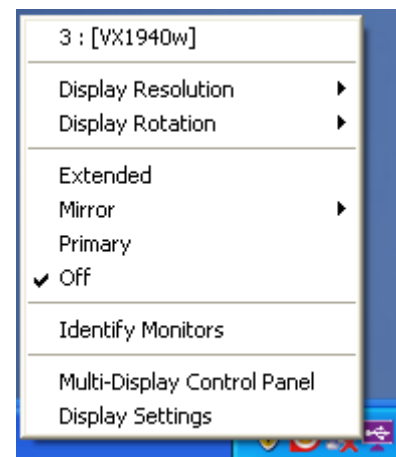 3 : [VX1940w]
Display Resolution
Display Rotation
Extended
Mirror
Primary
Off
Identify Monitors
Multi-Display Control Panel
Display Settings